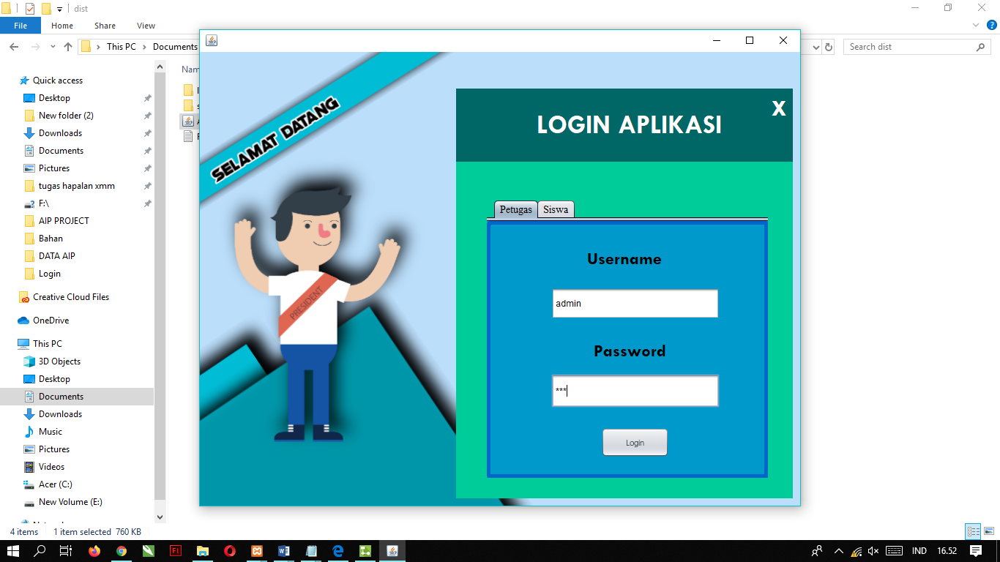 dist
File
Home
Share
View
This PC
Documents
Search dist
Quick access
Desktop
New folder (2)
Downloads
Documents
Pictures
tugas hapalan xmm
F:\
AIP PROJECT
Bahan
DATA AIP
Login
Creative Cloud Files
OneDrive
This PC
3D Objects
Desktop
Documents
Downloads
Music
Pictures
Videos
Acer (C:)
New Volume (E:)
SELAMAT DATANG
PRESIDENT
LOGIN APLIKASI
X
Petugas
Siswa
Username
admin
Password
***
Login
4 items
1 item selected 760 KB
IND
16.52